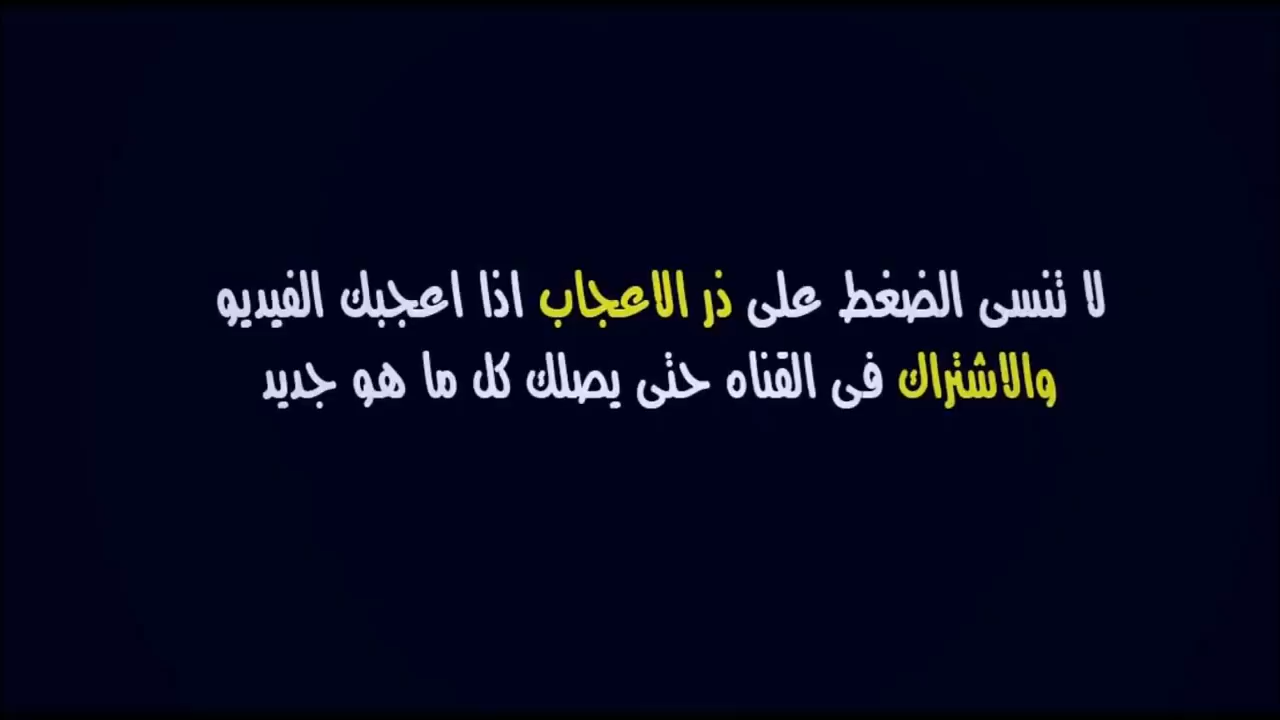 لا تنسى الضغط على ذر الاعجاب اذا اعجبك الفيديو
والاشتراك فى القناه حتى يصلك كل ما هو جديد